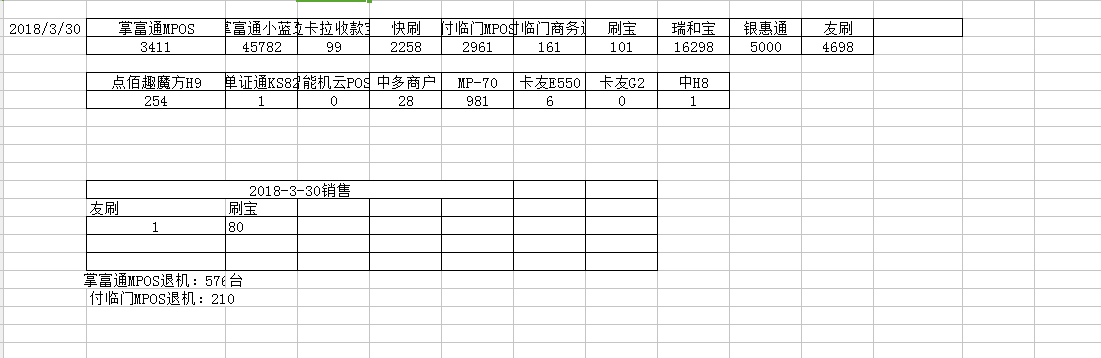 2018/3/30 掌富通MPOS 掌富通小蓝 卡拉收款宝 快刷 付临门MPOS 付临门商务 刷宝 瑞和宝 银惠通 友刷
3411 45782 99 2258 2961 161 101 16298 5000 4698
点佰趣魔方H9 单证通KS82 能机云POS 中多商户 MP-70 卡友E550 卡友G2 中H8
254 1 0 28 981 6 0 1
2018-3-30销售
友刷 刷宝
1 80
掌富通MPOS退机：576台
付临门MPOS退机：210